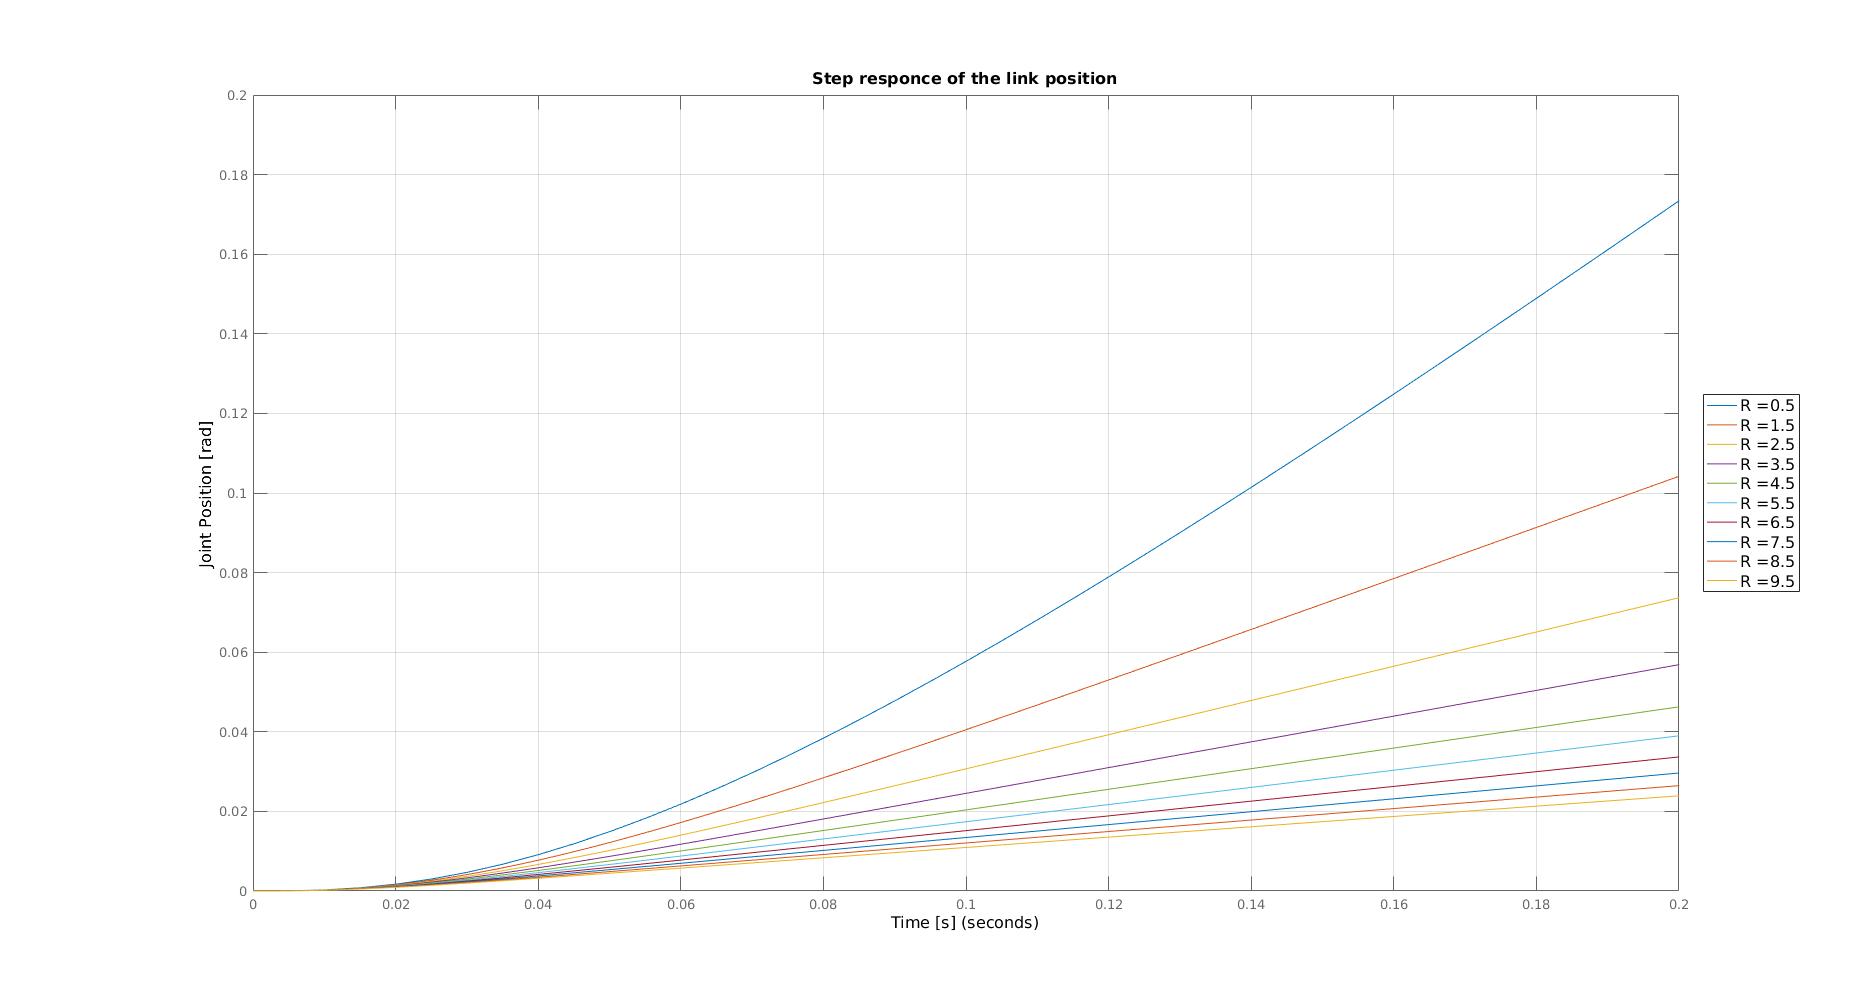 Step responce of the link position
0.2
0.18
0.16
0.14
0.12
0.1
0.08
0.06
0.04
0.02
0
Joint Position [rad]
0 0.02 0.04 0.06 0.08 0.1 0.12 0.14 0.16 0.18 0.2
Time [s] (seconds)
R =0.5
R =1.5
R =2.5
R =3.5
R =4.5
R =5.5
R =6.5
R =7.5
R =8.5
R =9.5